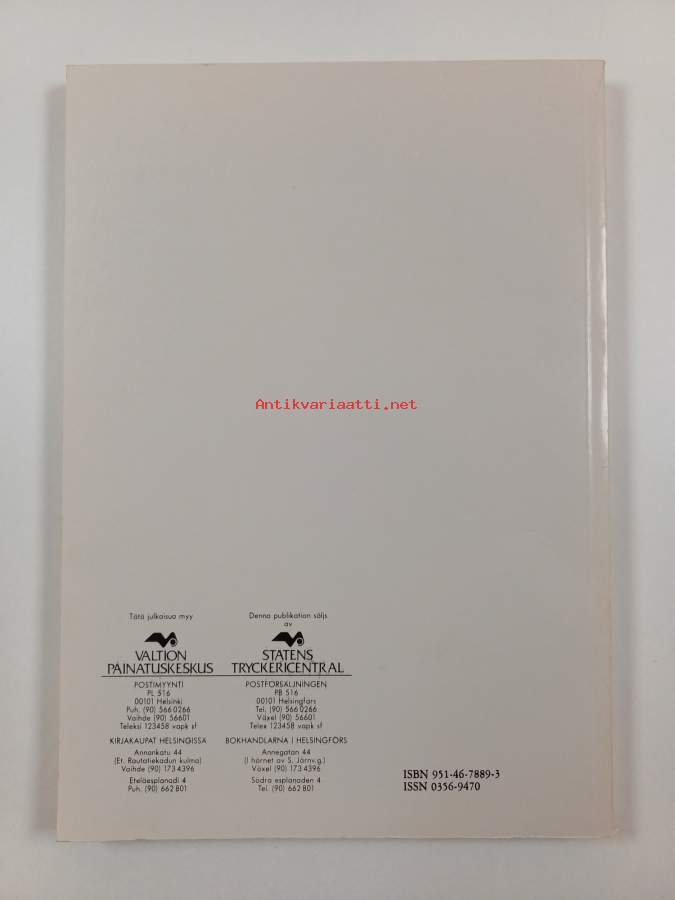 Antikvariaatti.net
Tätä julkaisua myy
VALTION
PAINATUSKESKUS
POSTIMYYNTI
PL 516
00101 Helsinki
Puh. (90) 566 0266
Vaihde (90) 56601
Teleksi 123458 vapk sf
KIRJAKAUPAT HELSINGISSÄ
Annankatu 44
(Et. Rautatiekadun kulma)
Vaihde (90) 173 4396
Eteläesplanadi 4
Puh. (90) 662 801
Denna publikation säljs
av
STATENS
TRYCKERICENTRAL
POSTFÖRSÄLJNINGEN
PB 516
00101 Helsingfors
Tel. (90) 566 0266
Växel (90) 56601
Telex 123458 vapk sf
BOKHANDLARNA I HELSINGFORS
Annegatan 44
(I hörnet av S. Järnv.g.)
Växel (90) 173 4396
Södra esplanaden 4
Tel. (90) 662 801
ISBN 951-46-7889-3
ISSN 0356-9470